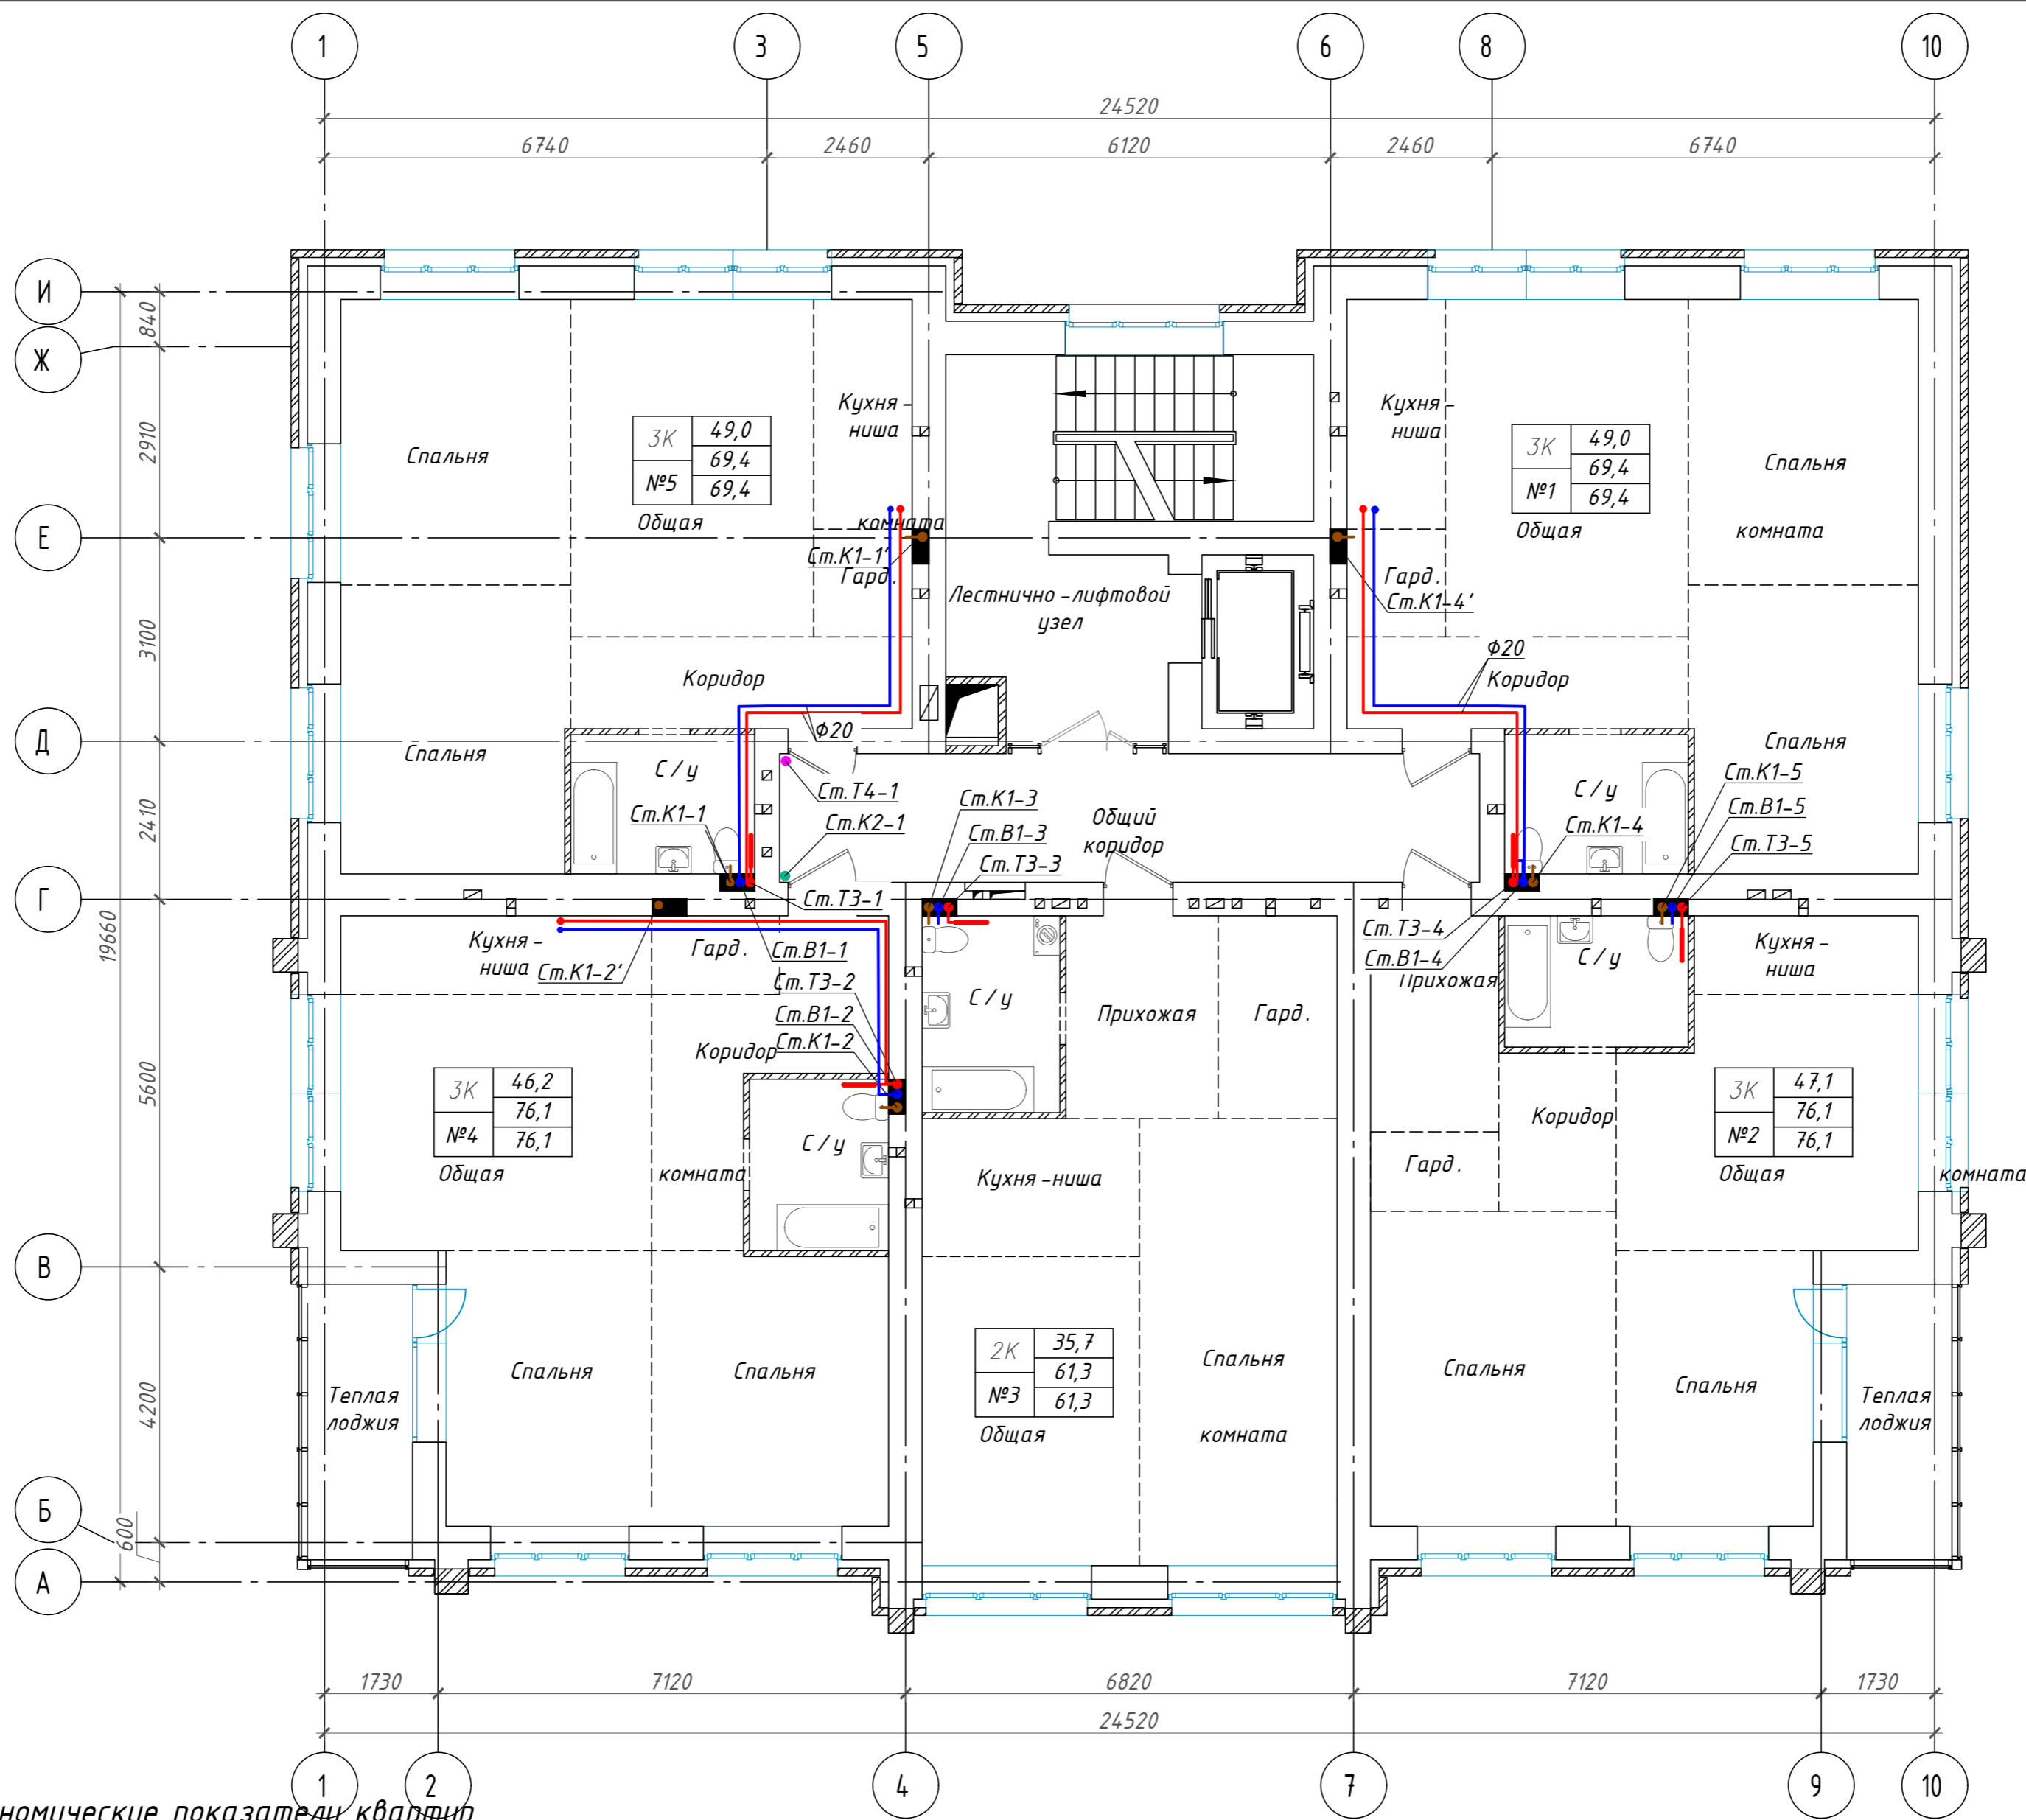 1
3
5
6
8
10
24520
6740
2460
6120
2460
6740
И
Ж
Е
Д
Г
В
Б
А
840
2910
3100
2410
19660
5600
4200
600
Кухня-
ниша
3К
49,0
69,4
№5
69,4
Спальня
Общая
комната
Ст.К1-1'
Гард.
Коридор
ϕ20
Спальня
С/у
Ст.К1-1
Кухня-
ниша
3К
49,0
69,4
№1
69,4
Спальня
Общая
комната
Гард.
Ст.К1-4'
ϕ20
Коридор
Спальня
С/у
Ст.К1-4
Лестнично-лифтовой
узел
Ст.Т4-1
Ст.К2-1
Общий
коридор
Ст.К1-3
Ст.В1-3
Ст.Т3-3
Ст.К1-5
Ст.В1-5
Ст.Т3-5
Ст.Т3-1
Ст.В1-1
Ст.Т3-4
Ст.В1-4
Прихожая
Кухня-
ниша
Ст.К1-2'
Гард.
Ст.Т3-2
Ст.В1-2
Ст.К1-2
Коридор
3К
46,2
76,1
№4
76,1
Общая
комната
С/у
Спальня
Спальня
Теплая
лоджия
С/у
Прихожая
Гард.
Кухня-ниша
2К
35,7
61,3
№3
61,3
Общая
Спальня
комната
С/у
Кухня-
ниша
Коридор
Гард.
3К
47,1
76,1
№2
76,1
Общая
комната
Спальня
Спальня
Теплая
лоджия
1730
7120
6820
7120
1730
24520
1
2
4
7
9
10
номические показатели квартир